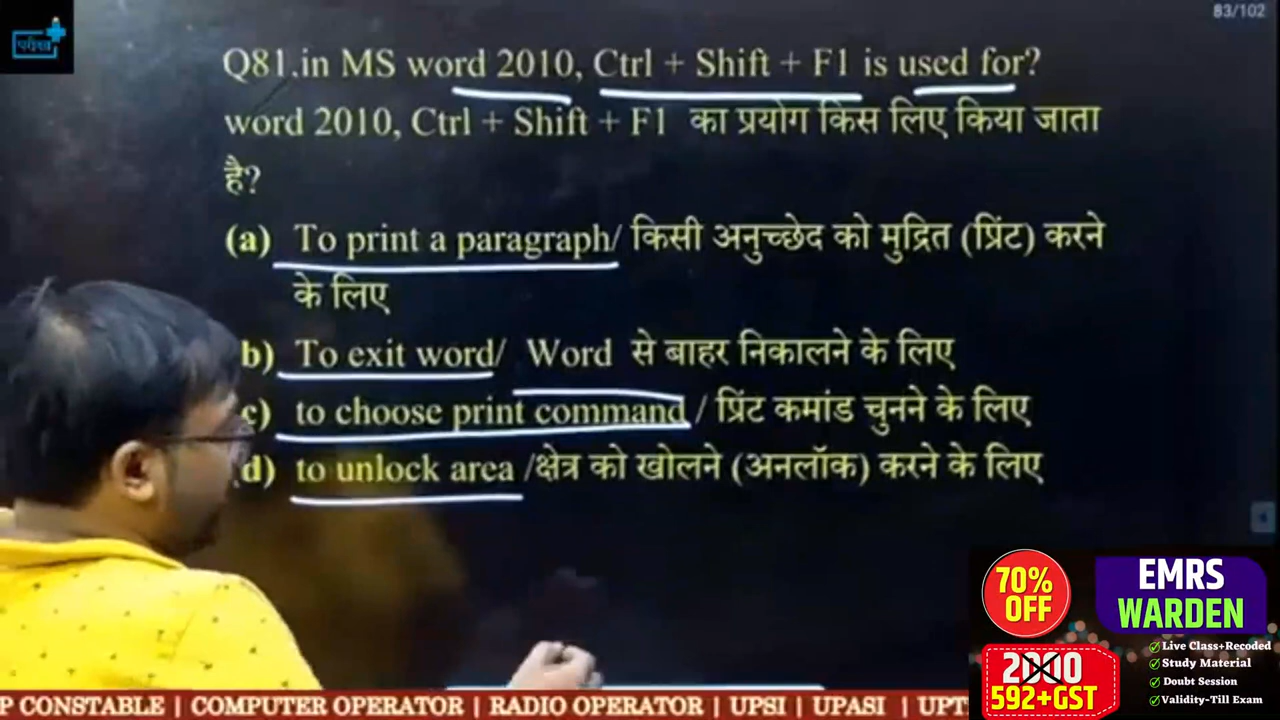 83/102
परीक्षा
Q81.in MS word 2010, Ctrl + Shift + F1 is used for?
word 2010, Ctrl + Shift + F1 का प्रयोग किस लिए किया जाता
है?
(a) To print a paragraph/ किसी अनुच्छेद को मुद्रित (प्रिंट) करने
के लिए
b) To exit word/ Word से बाहर निकालने के लिए
c) to choose print command / प्रिंट कमांड चुनने के लिए
d) to unlock area /क्षेत्र को खोलने (अनलॉक) करने के लिए
70%
OFF
EMRS
WARDEN
2000
592+GST
Live Class+Recoded
Study Material
Doubt Session
Validity-Till Exam
P CONSTABLE | COMPUTER OPERATOR | RADIO OPERATOR | UPSI | UPASI | UPT